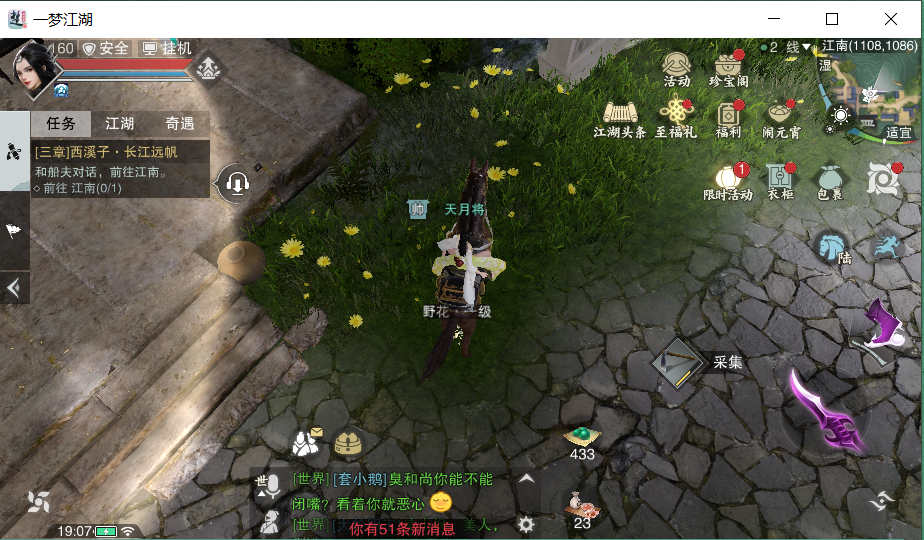 一梦江湖
60 安全 挂机
2 线 江南(1108,1086)
湿
适宜
活动 珍宝阁
江湖头条 至福礼 福利 闹元宵
1
限时活动 衣柜 包裹
陆
任务 江湖 奇遇
[三章]西溪子·长江远帆
和船夫对话，前往江南。
前往 江南(0/1)
帅 天月将
野花 一级
采集
433
23
世
[世界] [套小鹅]臭和尚你能不能
闭嘴？看着你就恶心
[世界] 美人，
你有51条新消息
19:07